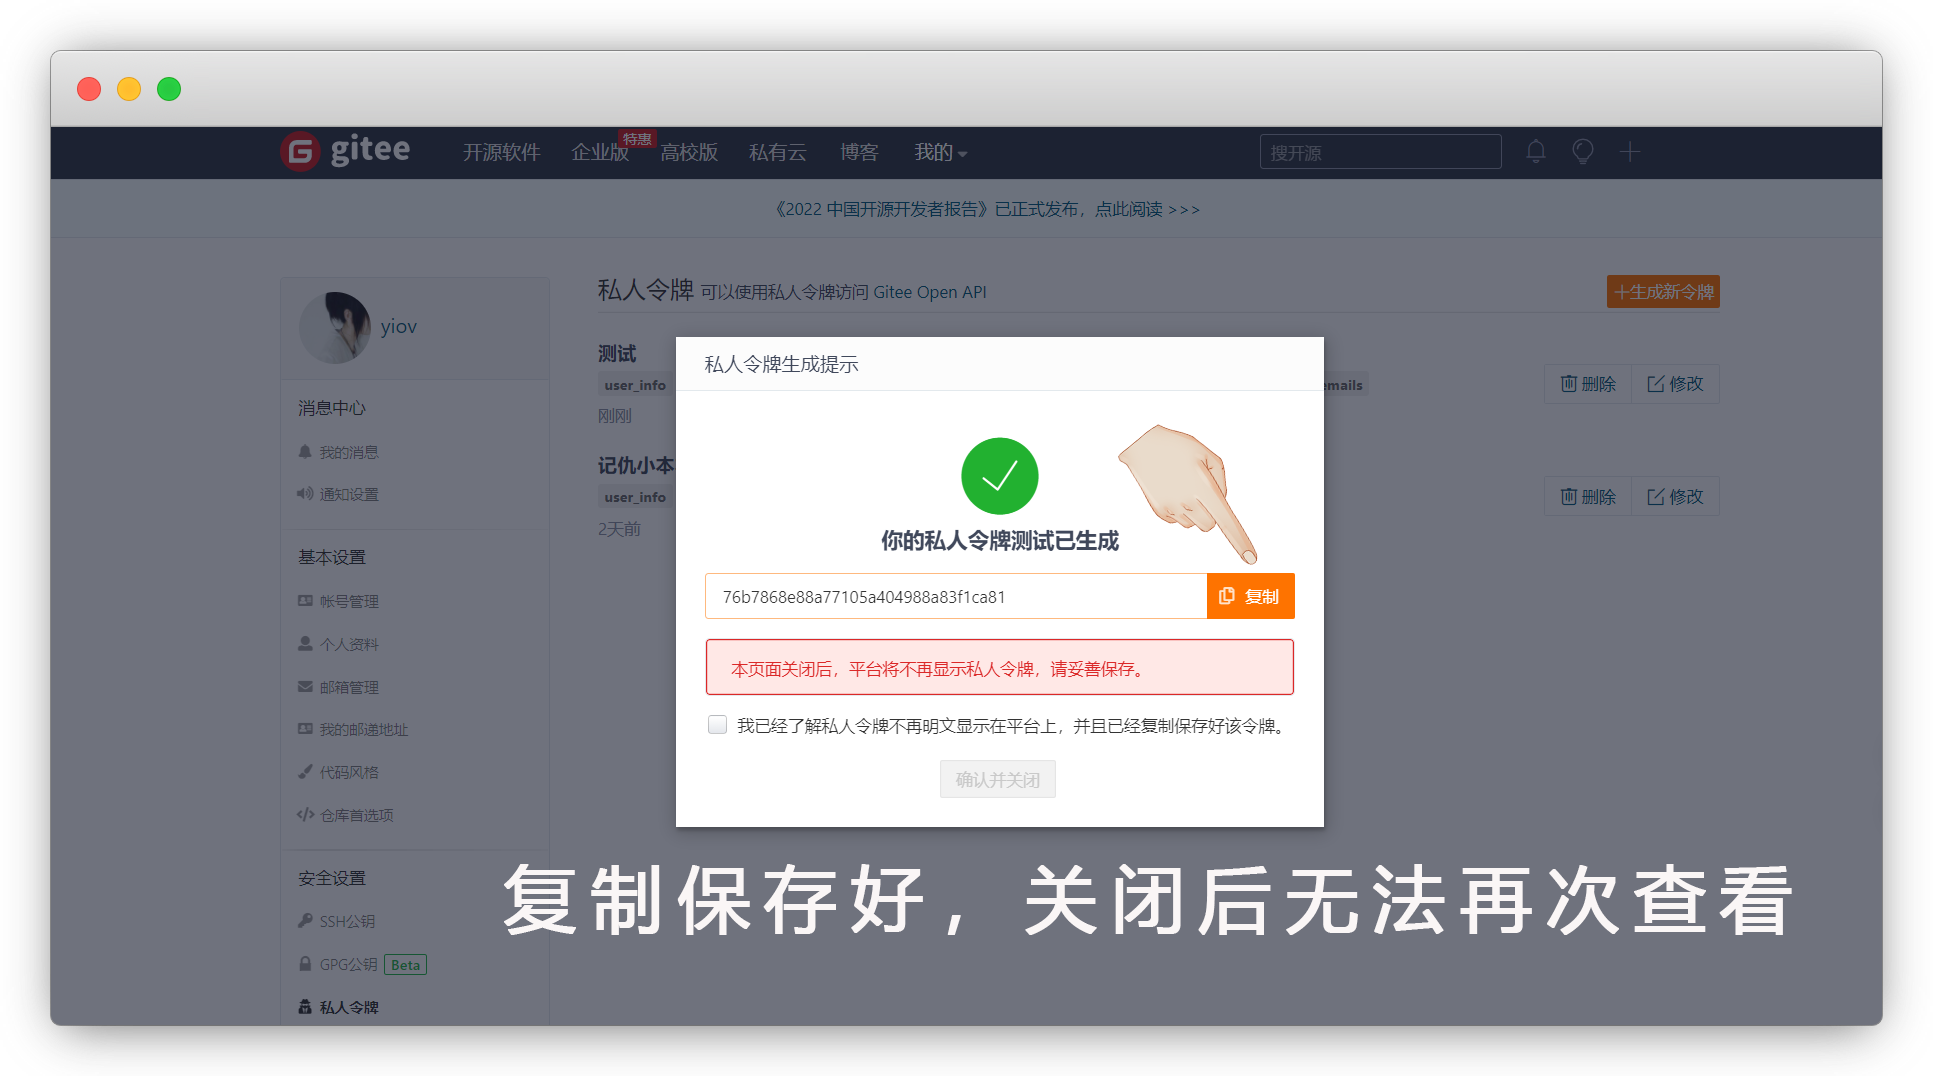 gitee
开源软件 企业版 特惠 高校版 私有云 博客 我的
搜开源
《2022 中国开源开发者报告》已正式发布，点此阅读 >>>
yiov
消息中心
我的消息
通知设置
基本设置
帐号管理
个人资料
邮箱管理
我的邮递地址
代码风格
仓库首选项
安全设置
SSH公钥
GPG公钥 Beta
私人令牌
私人令牌 可以使用私人令牌访问 Gitee Open API
+生成新令牌
测试
user_info
emails
刚刚
删除 修改
记仇小本
user_info
2天前
删除 修改
私人令牌生成提示
你的私人令牌测试已生成
76b7868e88a77105a404988a83f1ca81
复制
本页面关闭后，平台将不再显示私人令牌，请妥善保存。
我已经了解私人令牌不再明文显示在平台上，并且已经复制保存好该令牌。
确认并关闭
复制保存好，关闭后无法再次查看